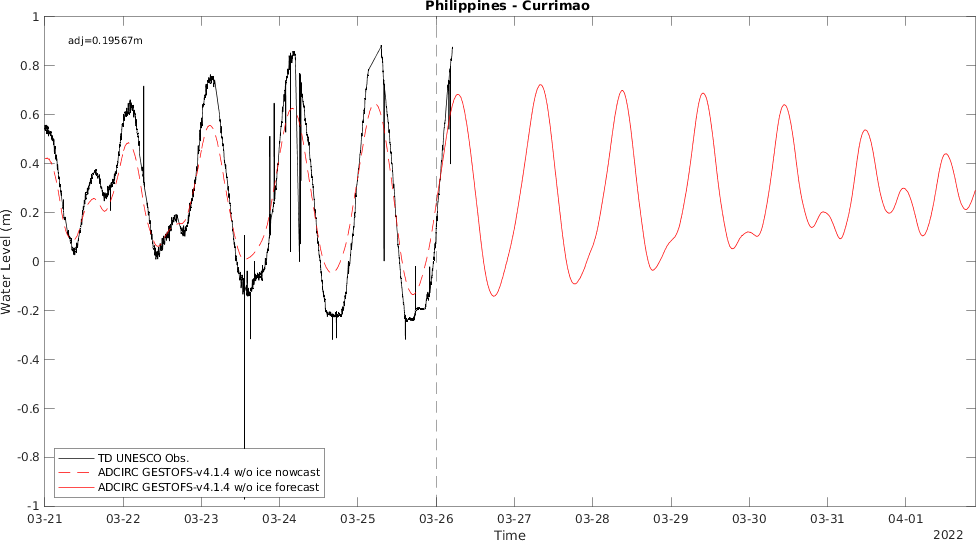 Philippines - Currimao
adj=0.19567m
Water Level (m)
1
0.8
0.6
0.4
0.2
0
-0.2
-0.4
-0.6
-0.8
-1
TD UNESCO Obs.
ADCIRC GESTOFS-v4.1.4 w/o ice nowcast
ADCIRC GESTOFS-v4.1.4 w/o ice forecast
03-21 03-22 03-23 03-24 03-25 03-26 03-27 03-28 03-29 03-30 03-31 04-01
Time
2022